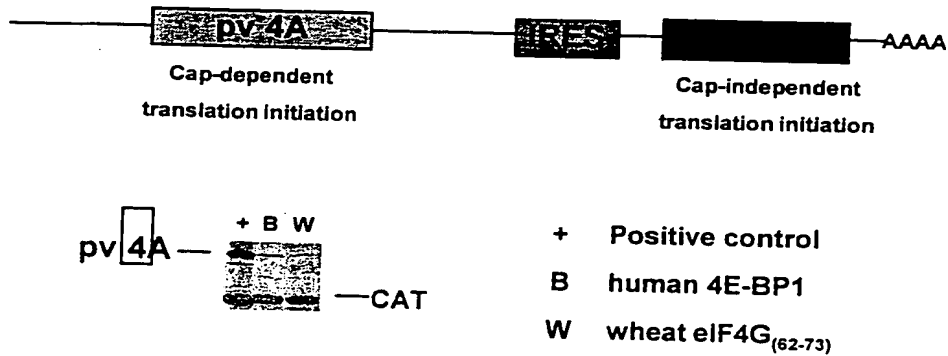 pv 4A IRES AAAA
Cap-dependent
translation initiation
Cap-independent
translation initiation
+ B W
pv 4A
CAT
+ Positive control
B human 4E-BP1
W wheat eIF4G(62-73)